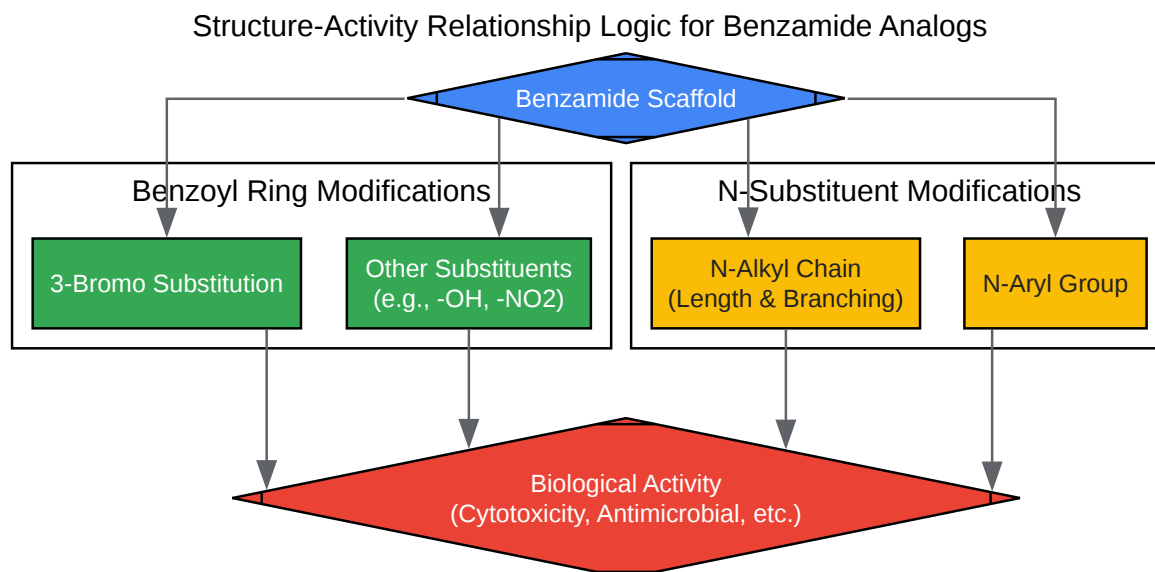 Structure-Activity Relationship Logic for Benzamide Analogs
Benzamide Scaffold
Benzoyl Ring Modifications
N-Substituent Modifications
3-Bromo Substitution
Other Substituents
(e.g., -OH, -NO2)
N-Alkyl Chain
(Length & Branching)
N-Aryl Group
Biological Activity
(Cytotoxicity, Antimicrobial, etc.)